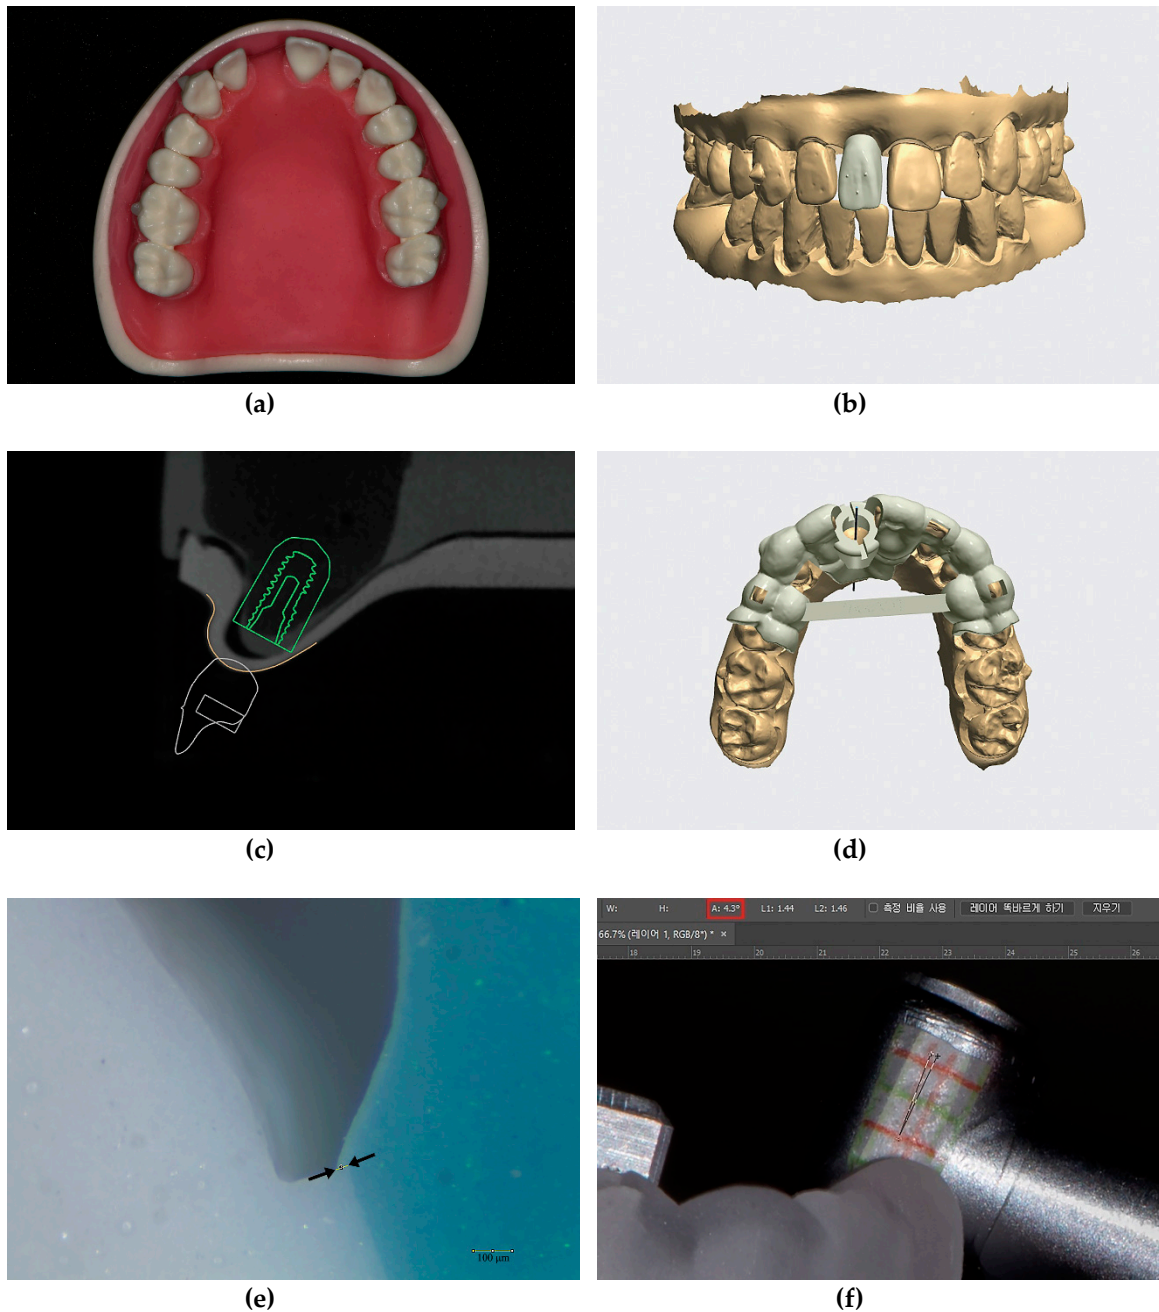 (a)
(b)
(c)
(d)
W: H: A: 4.3° L1: 1.44 L2: 1.46 측정 비율 사용 레이어 똑바르게 하기 지우기
66.7% (레이어 1, RGB/8*) * ×
18 19 20 21 22 23 24 25 26
100 μm
(e)
(f)